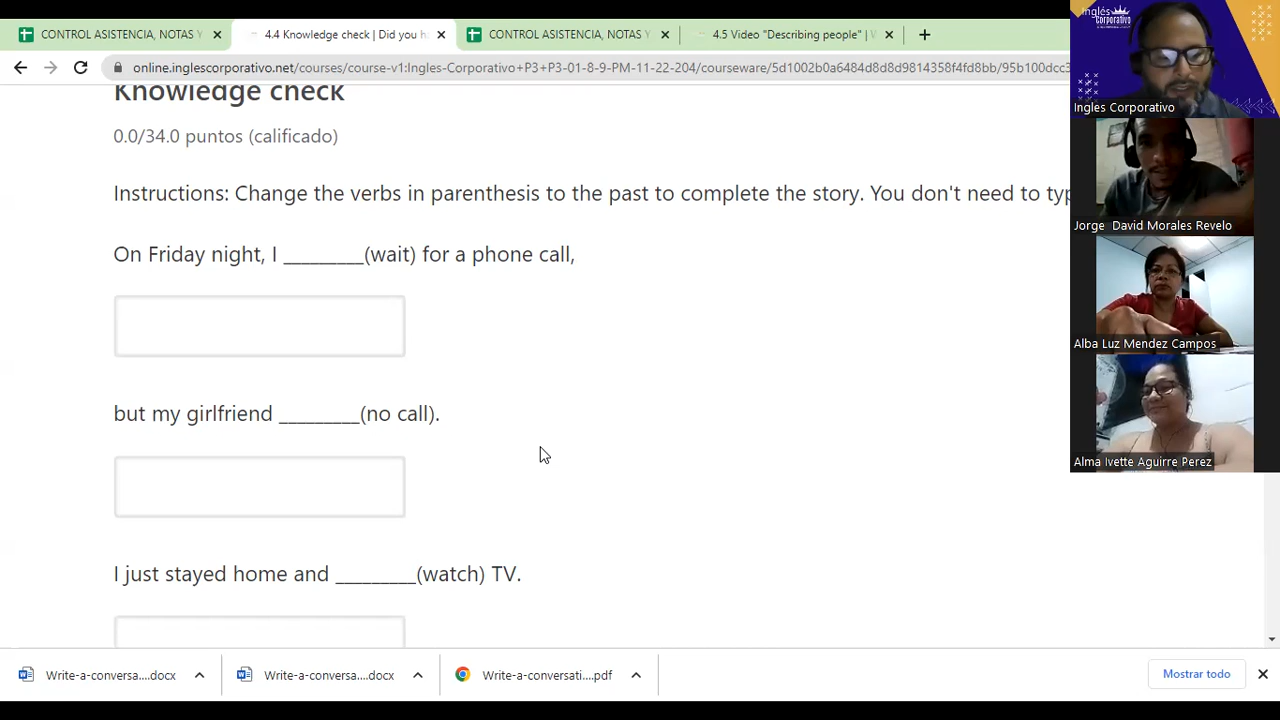 CONTROL ASISTENCIA, NOTAS Y
4.4 Knowledge check | Did you h
CONTROL ASISTENCIA, NOTAS Y
4.5 Video "Describing people" |
online.inglescorporativo.net/courses/course-v1:Ingles-Corporativo+P3+P3-01-8-9-PM-11-22-204/courseware/5d1002b0a6484d8d8d9814358f4fd8bb/95b100dcc3
Knowledge check
0.0/34.0 puntos (calificado)
Instructions: Change the verbs in parenthesis to the past to complete the story. You don't need to typ
On Friday night, I _________(wait) for a phone call,
but my girlfriend _________(no call).
I just stayed home and _________(watch) TV.
Inglés
Corporativo
Ingles Corporativo
Jorge David Morales Revelo
Alba Luz Mendez Campos
Alma Ivette Aguirre Perez
Write-a-conversa....docx
Write-a-conversa....docx
Write-a-conversati....pdf
Mostrar todo